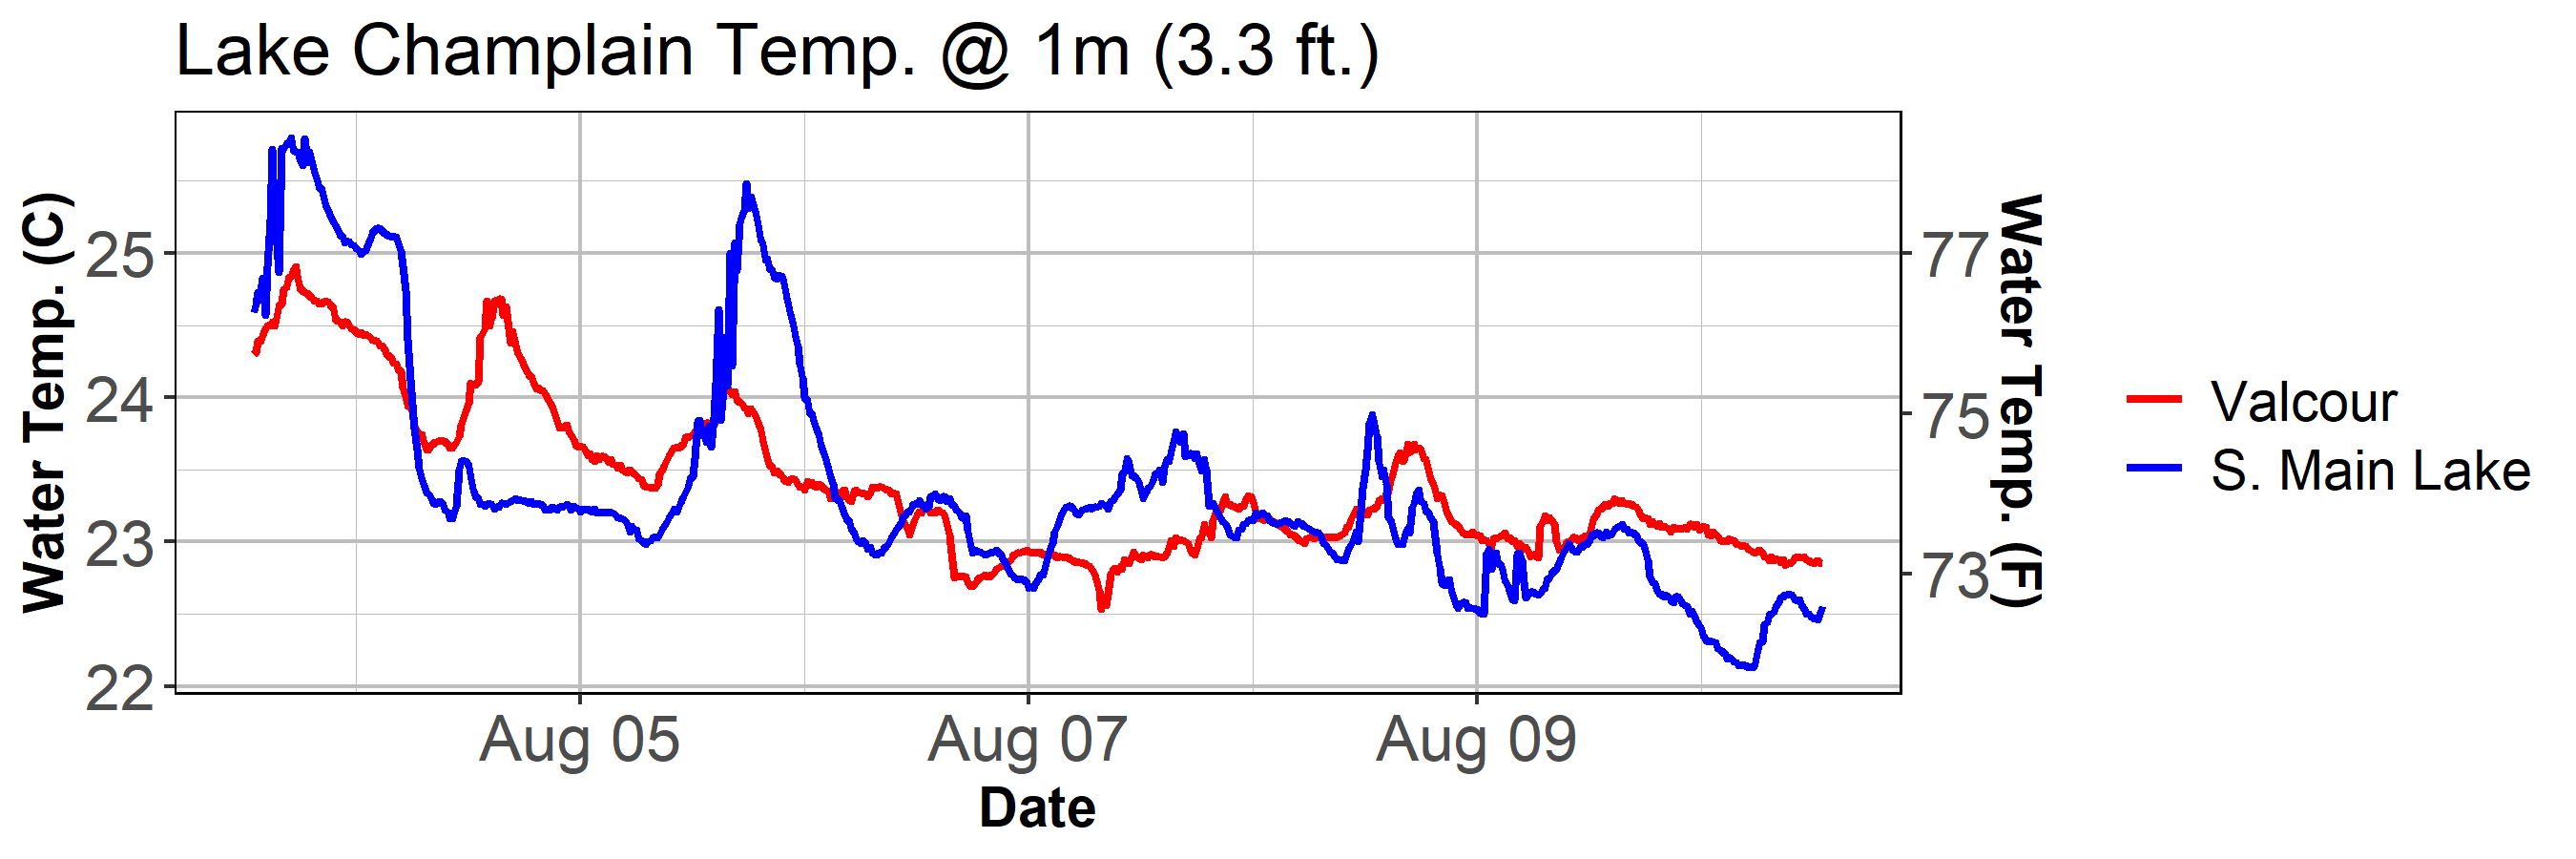 Lake Champlain Temp. @ 1m (3.3 ft.)
Water Temp. (C)
25
24
23
22
77
75
73
Water Temp. (F)
Aug 05
Aug 07
Aug 09
Date
Valcour
S. Main Lake